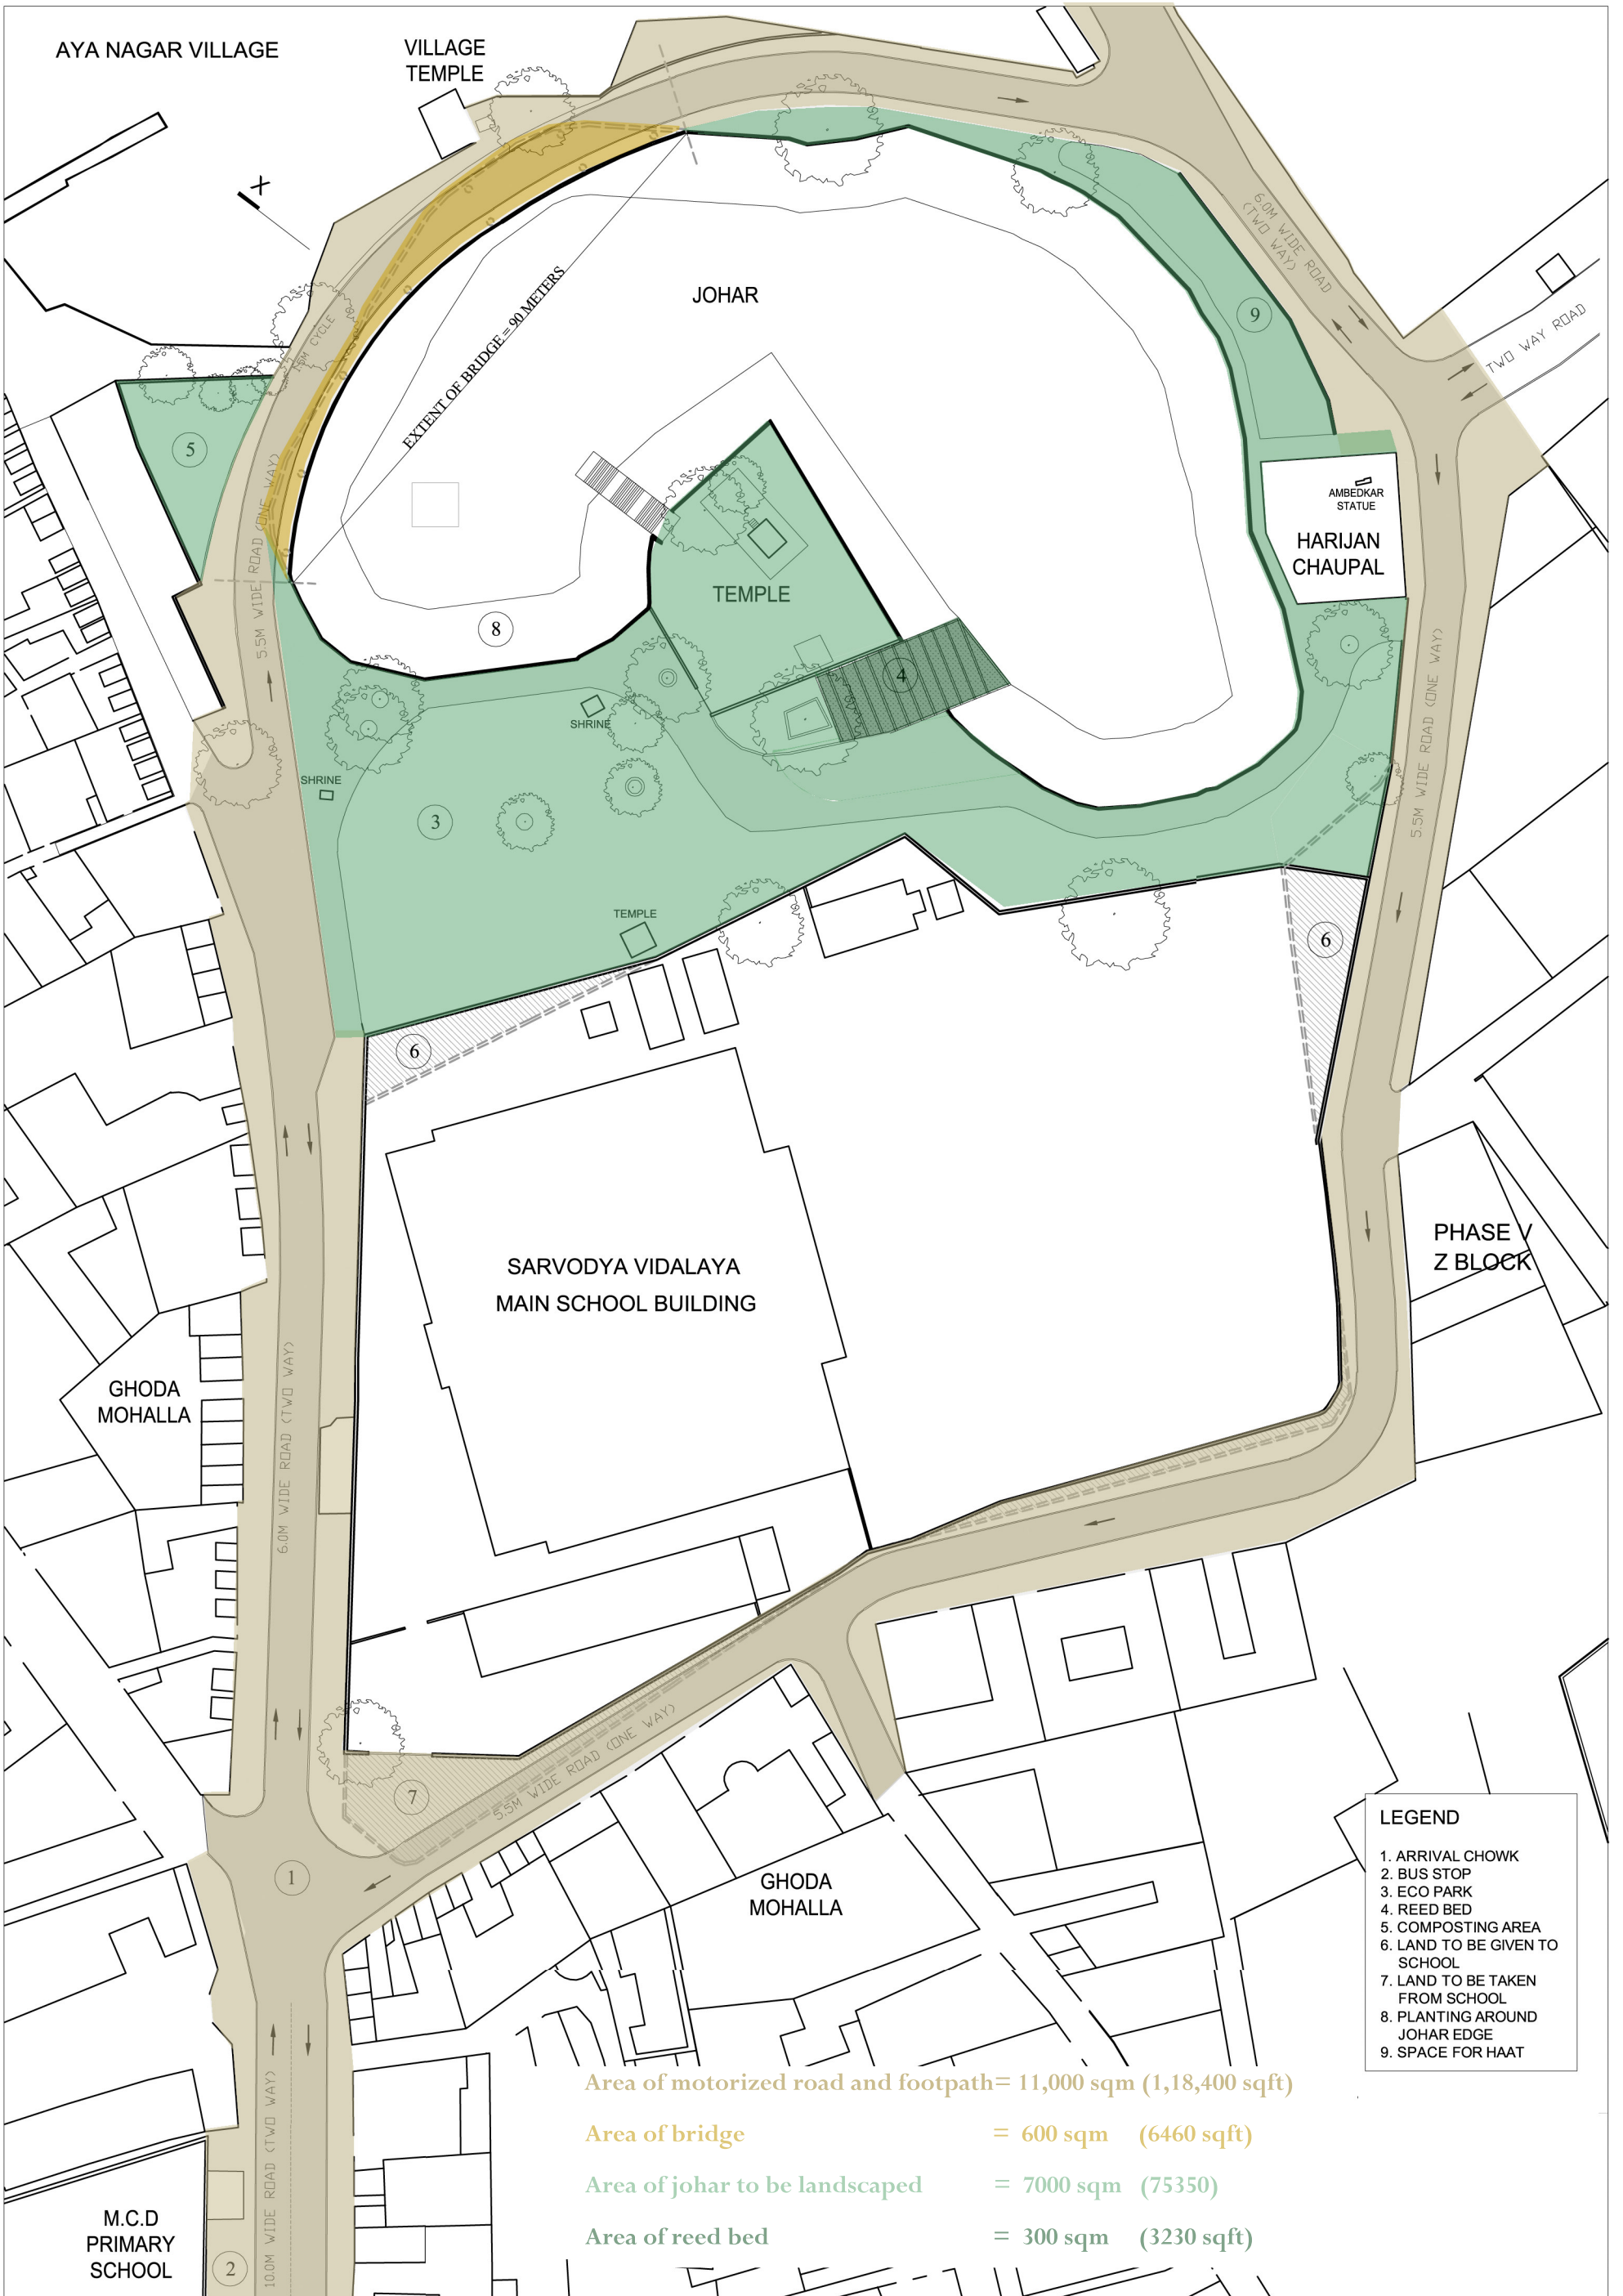 AYA NAGAR VILLAGE
VILLAGE
TEMPLE
X
6.0M WIDE ROAD
(TWO WAY)
TWO WAY ROAD
JOHAR
EXTENT OF BRIDGE = 90 METERS
9
5
5.5M WIDE ROAD (ONE WAY)
AMBEDKAR
STATUE
HARIJAN
CHAUPAL
TEMPLE
8
4
SHRINE
SHRINE
3
5.5M WIDE ROAD (ONE WAY)
TEMPLE
6
6
SARVODYA VIDALAYA
MAIN SCHOOL BUILDING
PHASE V
Z BLOCK
GHODA
MOHALLA
6.0M WIDE ROAD (TWO WAY)
7
5.5M WIDE ROAD (ONE WAY)
1
GHODA
MOHALLA
LEGEND
1. ARRIVAL CHOWK
2. BUS STOP
3. ECO PARK
4. REED BED
5. COMPOSTING AREA
6. LAND TO BE GIVEN TO
SCHOOL
7. LAND TO BE TAKEN
FROM SCHOOL
8. PLANTING AROUND
JOHAR EDGE
9. SPACE FOR HAAT
Area of motorized road and footpath= 11,000 sqm (1,18,400 sqft)
Area of bridge = 600 sqm (6460 sqft)
Area of johar to be landscaped = 7000 sqm (75350)
Area of reed bed = 300 sqm (3230 sqft)
10.0M WIDE ROAD (TWO WAY)
M.C.D
PRIMARY
SCHOOL
2